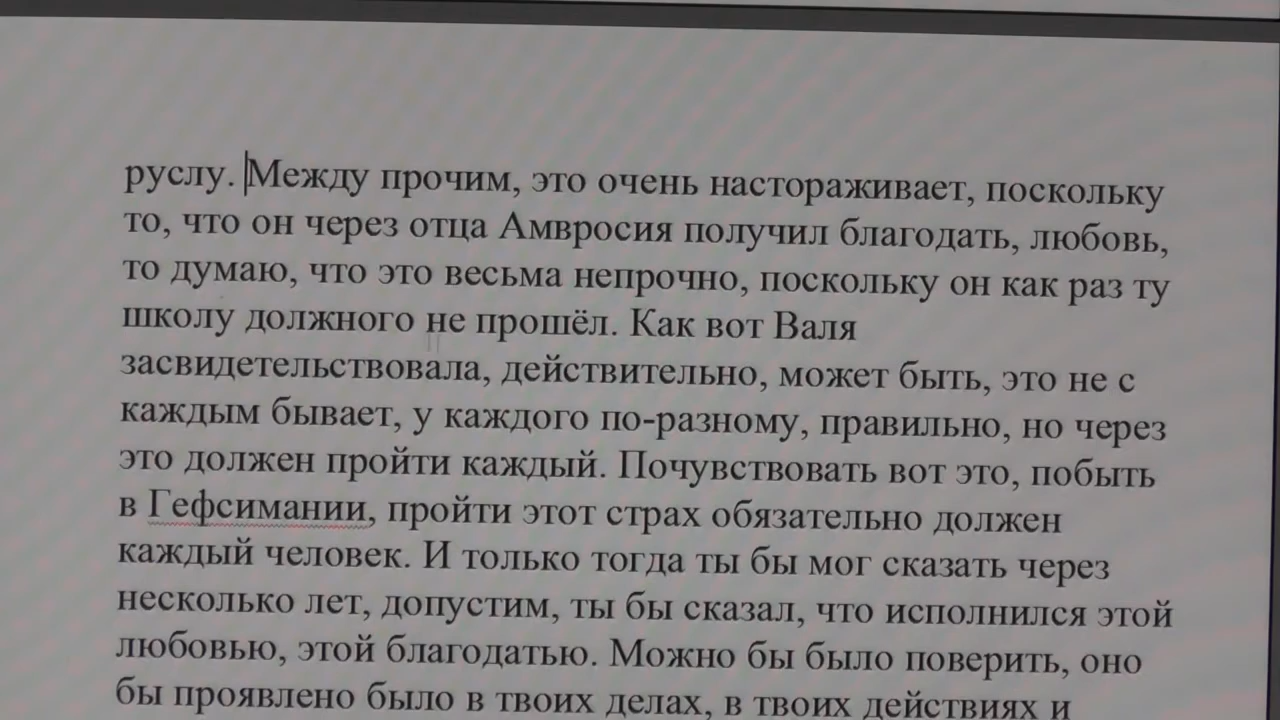 руслу. Между прочим, это очень настораживает, поскольку
то, что он через отца Амвросия получил благодать, любовь,
то думаю, что это весьма непрочно, поскольку он как раз ту
школу должного не прошёл. Как вот Валя
засвидетельствовала, действительно, может быть, это не с
каждым бывает, у каждого по-разному, правильно, но через
это должен пройти каждый. Почувствовать вот это, побыть
в Гефсимании, пройти этот страх обязательно должен
каждый человек. И только тогда ты бы мог сказать через
несколько лет, допустим, ты бы сказал, что исполнился этой
любовью, этой благодатью. Можно бы было поверить, оно
бы проявлено было в твоих делах, в твоих действиях и